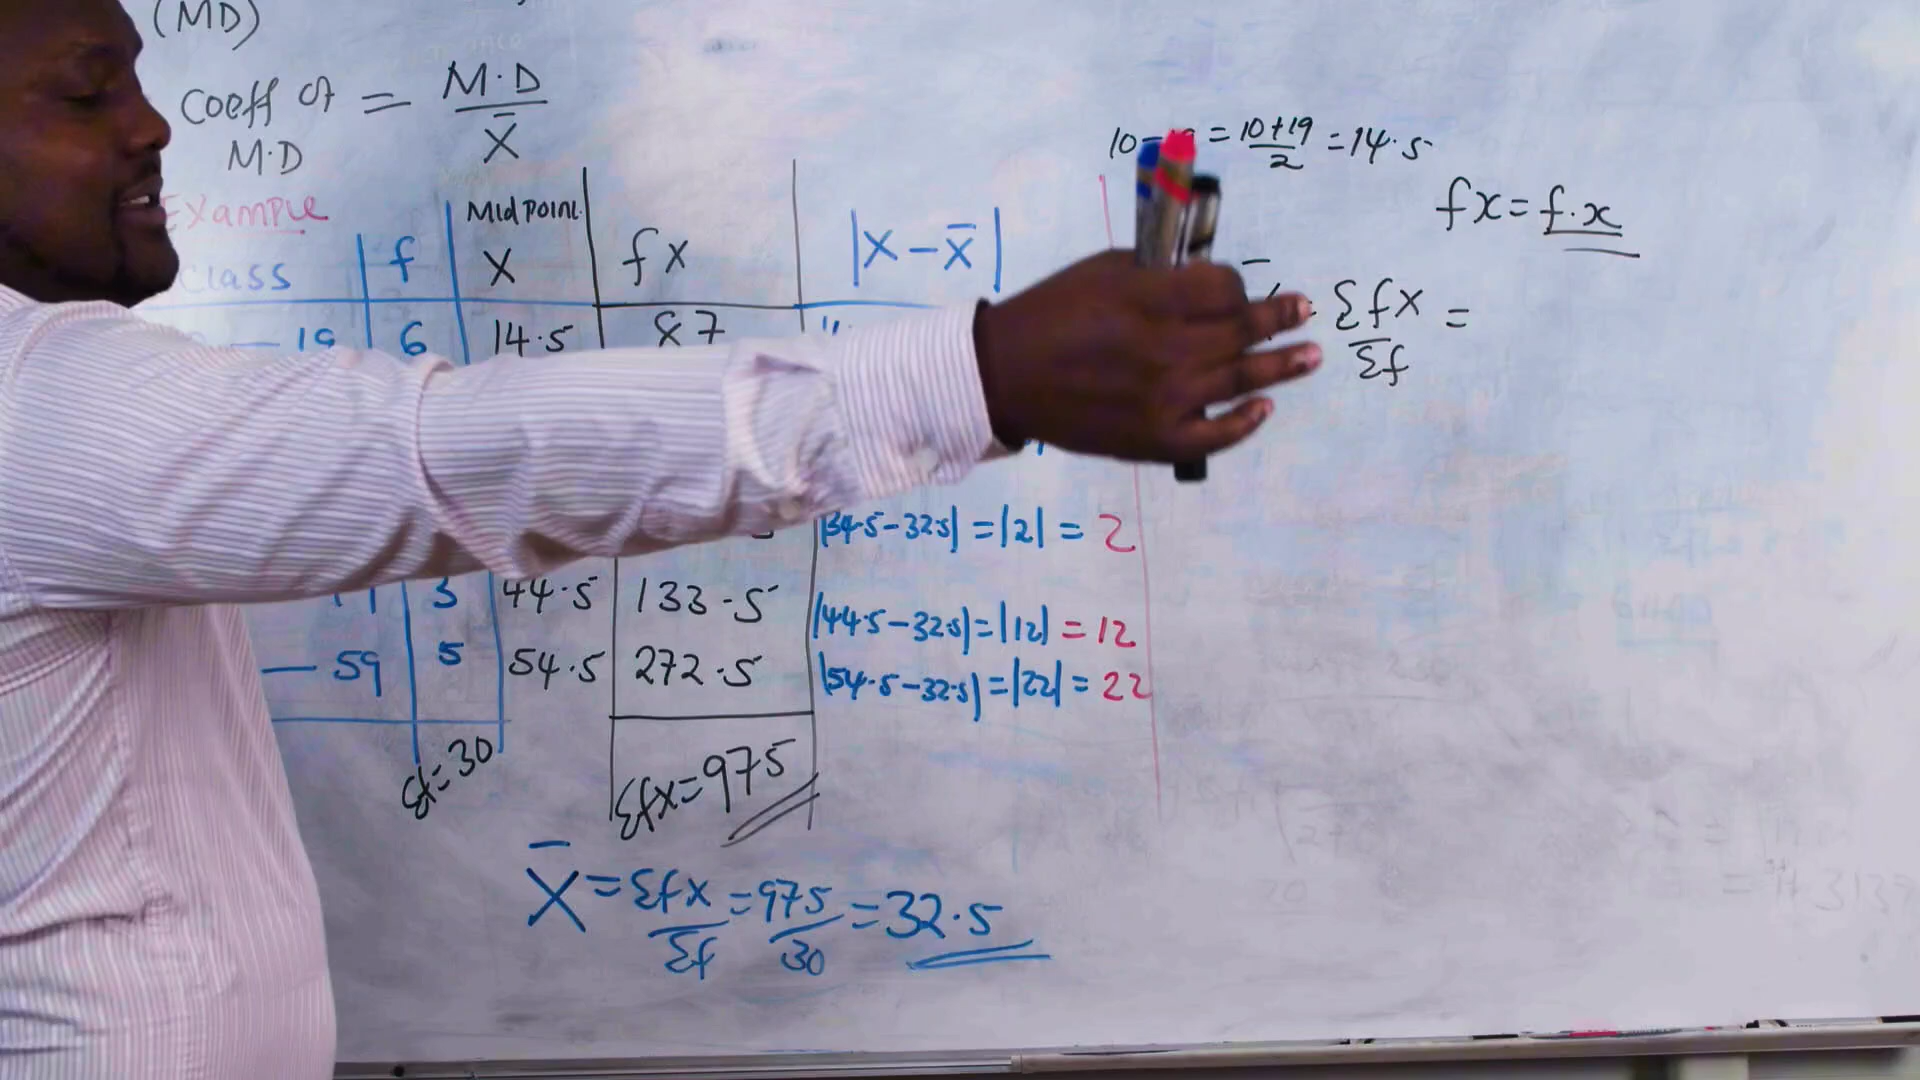 (MD)
Coeff of M.D = M.D / X̄
10 = 10+19 / 2 = 14.5
fx = f.x
Σfx / Σf =
Example
Class f Midpoint X fx |X - X̄|
— 19 6 14.5 87
|34.5-32.5| = |2| = 2
3 44.5 133.5 |44.5-32.5| = |12| = 12
— 59 5 54.5 272.5 |54.5-32.5| = |22| = 22
Σf=30 Σfx=975
X̄ = Σfx / Σf = 975 / 30 = 32.5